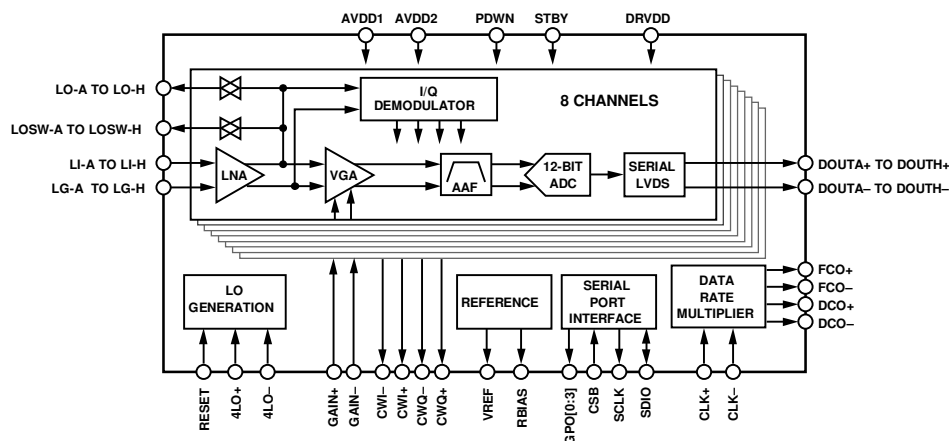 AVDD1 AVDD2 PDWN STBY DRVDD
LO-A TO LO-H
LOSW-A TO LOSW-H
LI-A TO LI-H
LG-A TO LG-H
I/Q
DEMODULATOR
8 CHANNELS
LNA
VGA
AAF
12-BIT
ADC
SERIAL
LVDS
DOUTA+ TO DOUTH+
DOUTA– TO DOUTH–
LO
GENERATION
REFERENCE
SERIAL
PORT
INTERFACE
DATA
RATE
MULTIPLIER
FCO+
FCO–
DCO+
DCO–
RESET
4LO+
4LO–
GAIN+
GAIN–
CWI–
CWI+
CWQ–
CWQ+
VREF
RBIAS
GPO[0:3]
CSB
SCLK
SDIO
CLK+
CLK–